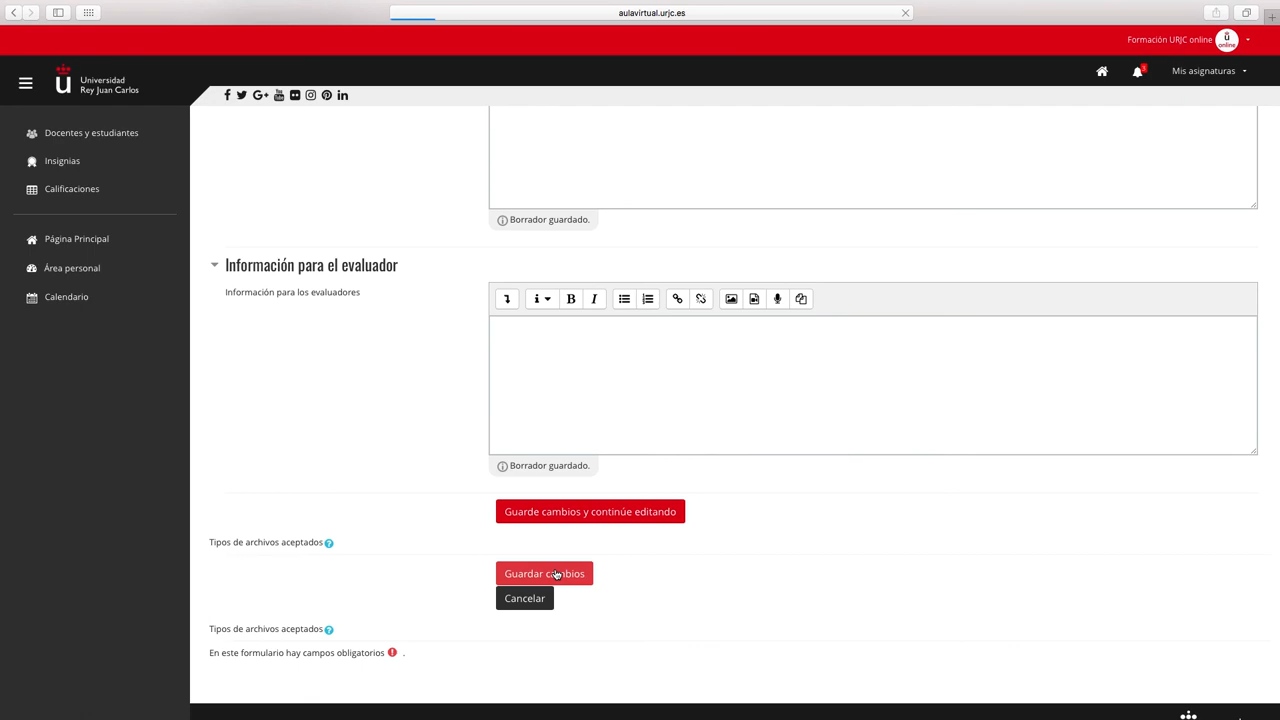 aulavirtual.urjc.es
Formación URJC online
ü
online
Universidad
Rey Juan Carlos
3
Mis asignaturas
Docentes y estudiantes
Insignias
Calificaciones
Página Principal
Área personal
Calendario
Borrador guardado.
Información para el evaluador
Información para los evaluadores
i
B
I
Borrador guardado.
Guarde cambios y continúe editando
Tipos de archivos aceptados ?
Guardar cambios
Cancelar
Tipos de archivos aceptados ?
En este formulario hay campos obligatorios ! .